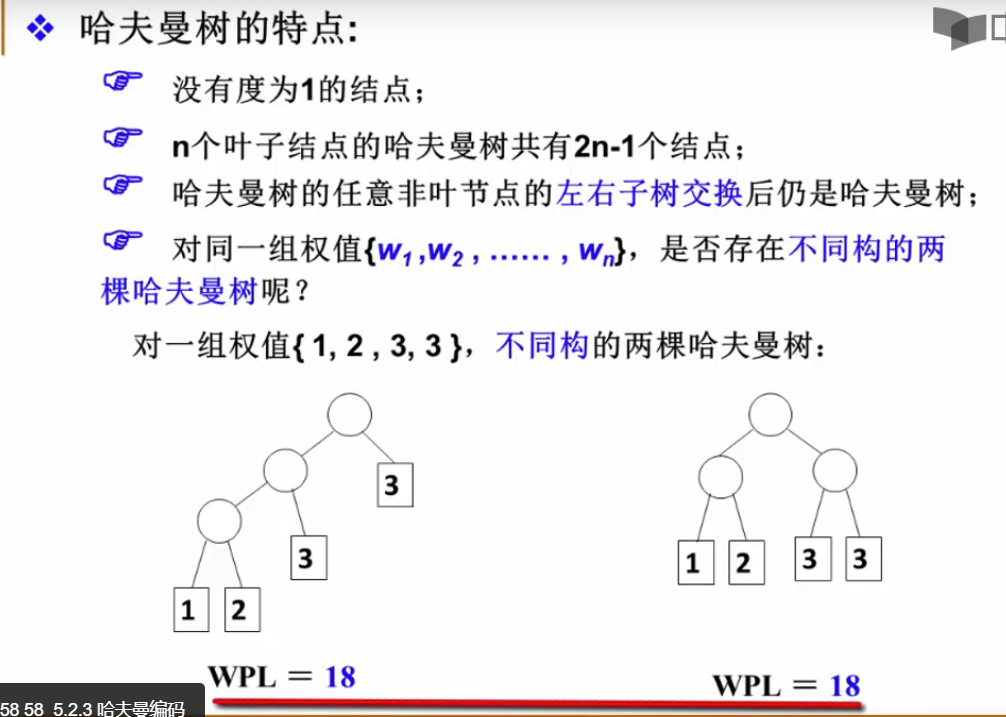 哈夫曼树的特点:
没有度为1的结点；
n个叶子结点的哈夫曼树共有2n-1个结点；
哈夫曼树的任意非叶节点的左右子树交换后仍是哈夫曼树；
对同一组权值{w1 ,w2 , …… , wn}，是否存在不同构的两
棵哈夫曼树呢？
对一组权值{ 1, 2 , 3, 3 }，不同构的两棵哈夫曼树：
3
3
1 2
1 2 3 3
WPL = 18
WPL = 18
58 58 5.2.3 哈夫曼编码